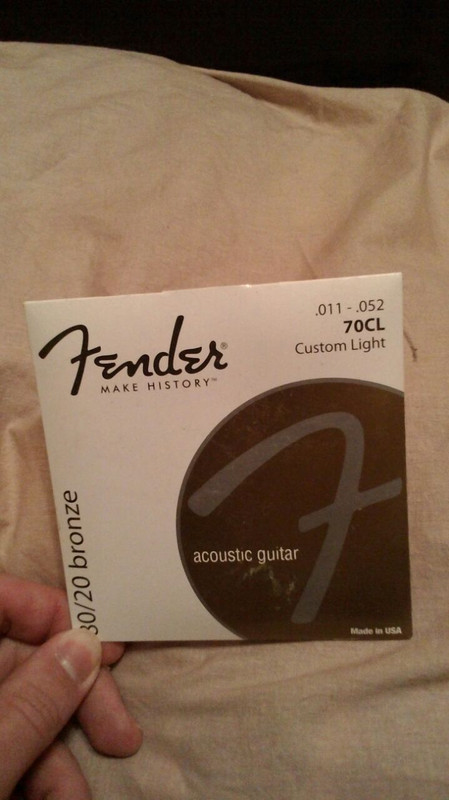 Fender®
MAKE HISTORY™
.011 - .052
70CL
Custom Light
80/20 bronze
acoustic guitar
Made in USA